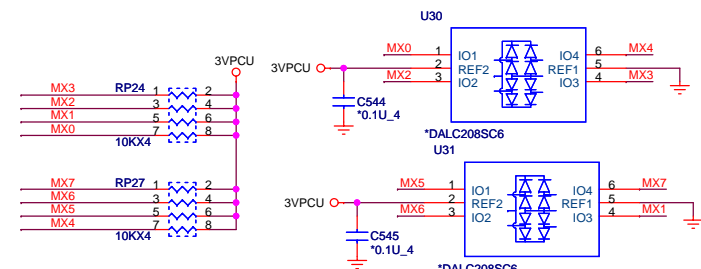 U30
MX0 1 IO1 IO4 6 MX4
3VPCU 2 REF2 REF1 5
MX2 3 IO2 IO3 4 MX3
C544
*0.1U_4
*DALC208SC6
3VPCU
MX3 RP24 1 2
MX2 3 4
MX1 5 6
MX0 7 8
10KX4
MX7 RP27 1 2
MX6 3 4
MX5 5 6
MX4 7 8
10KX4
U31
MX5 1 IO1 IO4 6 MX7
3VPCU 2 REF2 REF1 5
MX6 3 IO2 IO3 4 MX1
C545
*0.1U_4
*DALC208SC6